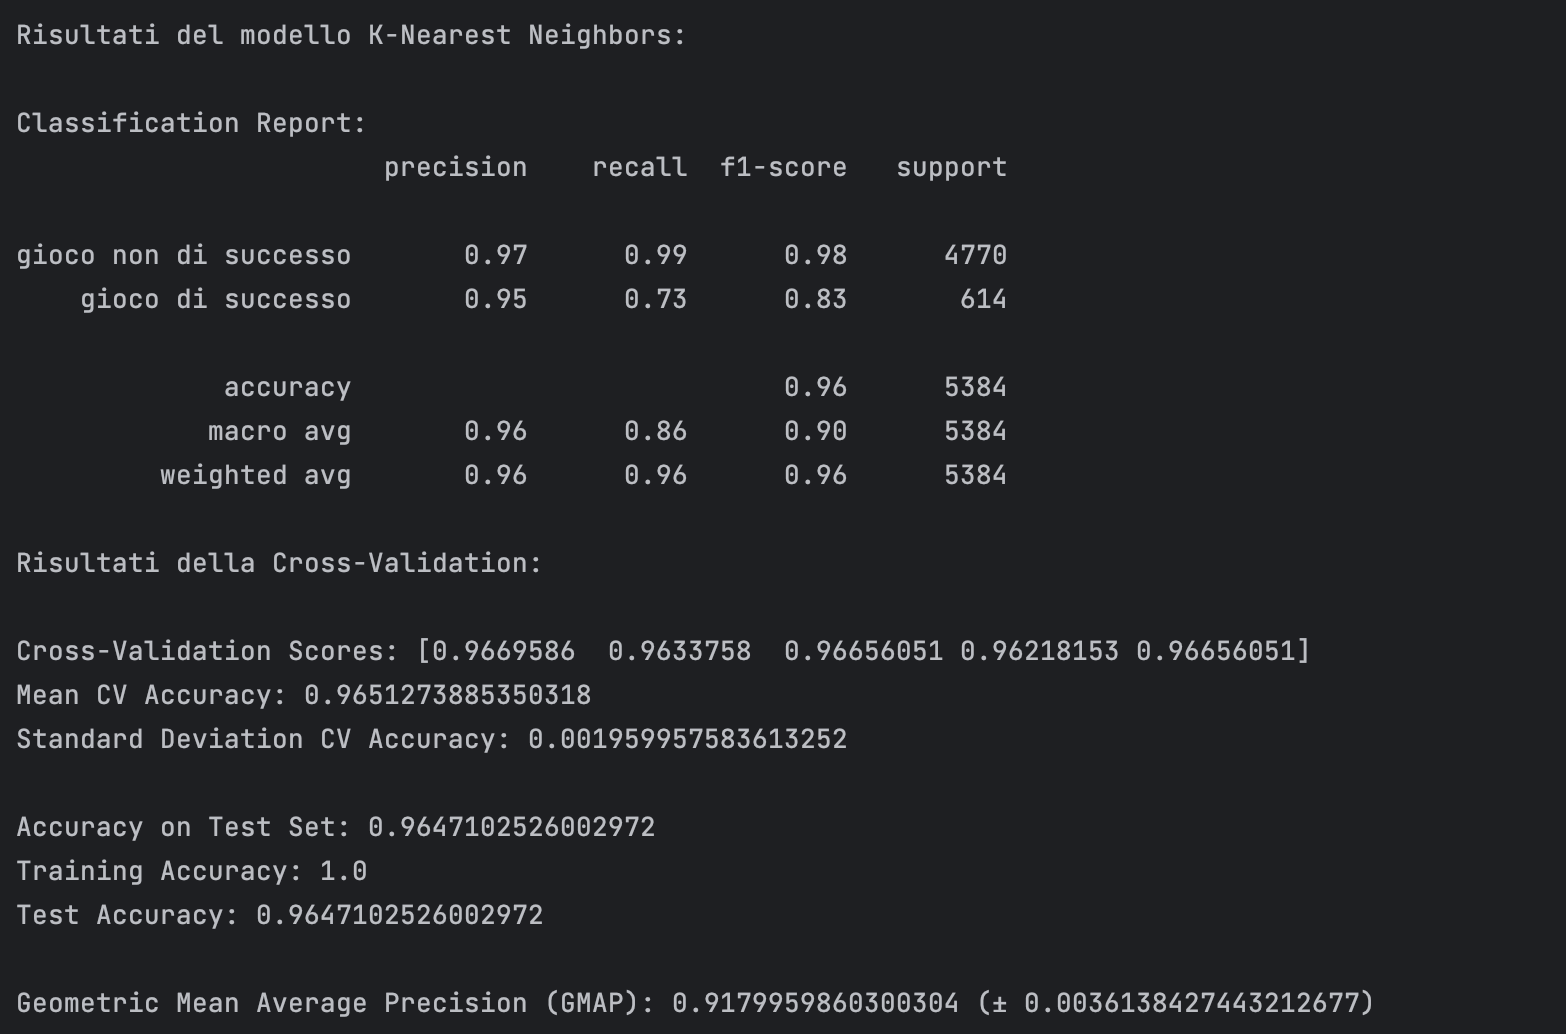 Risultati del modello K-Nearest Neighbors:
Classification Report:
precision recall f1-score support
gioco non di successo 0.97 0.99 0.98 4770
gioco di successo 0.95 0.73 0.83 614
accuracy 0.96 5384
macro avg 0.96 0.86 0.90 5384
weighted avg 0.96 0.96 0.96 5384
Risultati della Cross-Validation:
Cross-Validation Scores: [0.9669586  0.9633758  0.96656051 0.96218153 0.96656051]
Mean CV Accuracy: 0.9651273885350318
Standard Deviation CV Accuracy: 0.001959957583613252
Accuracy on Test Set: 0.9647102526002972
Training Accuracy: 1.0
Test Accuracy: 0.9647102526002972
Geometric Mean Average Precision (GMAP): 0.9179959860300304 (± 0.0036138427443212677)